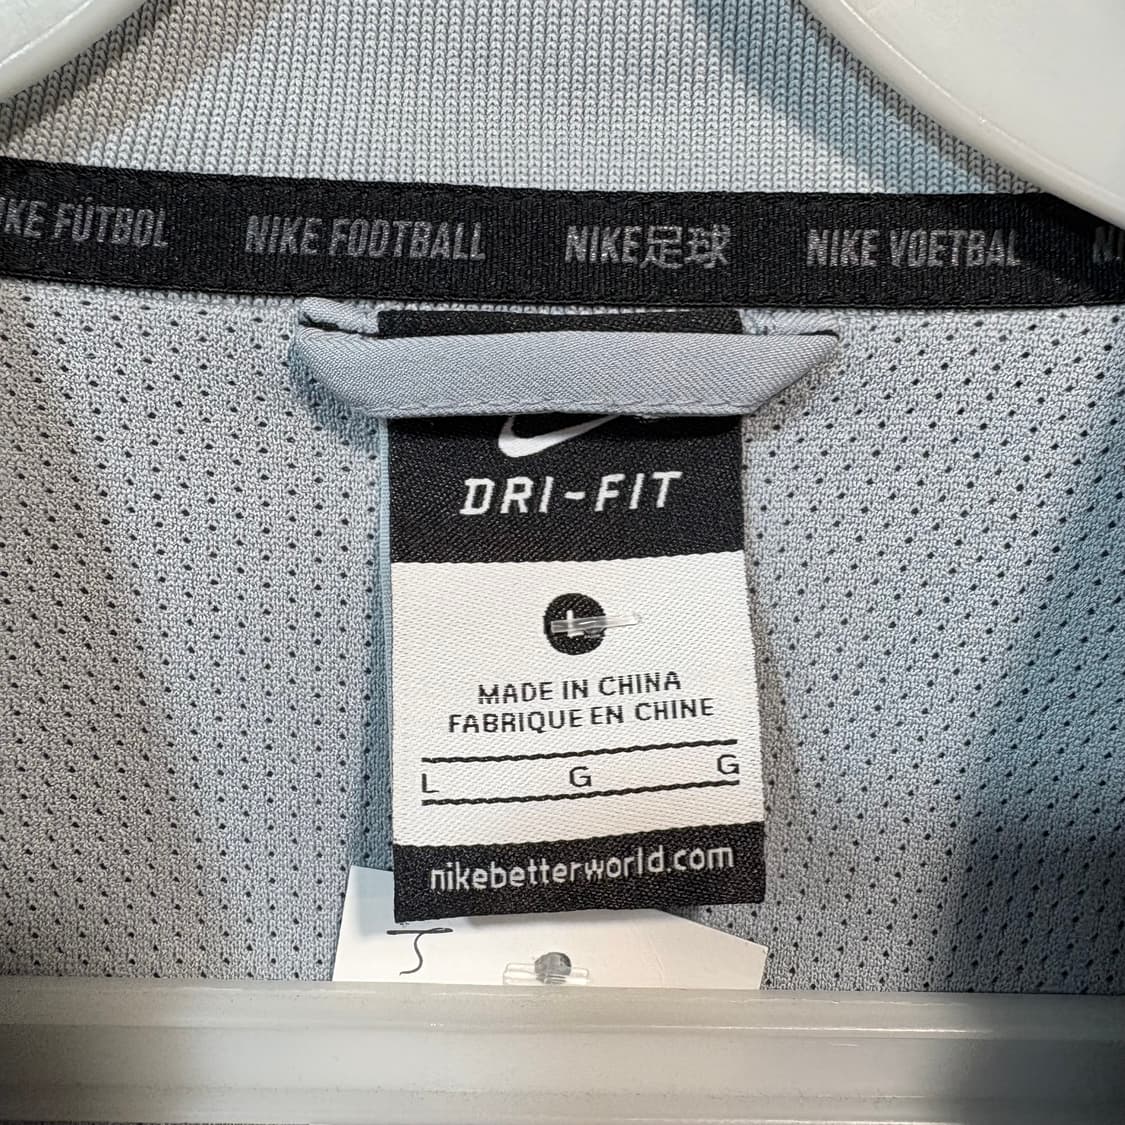 KE FÚTBOL NIKE FOOTBALL NIKE足球 NIKE VOETBAL
DRI-FIT
L
MADE IN CHINA
FABRIQUE EN CHINE
L G G
nikebetterworld.com